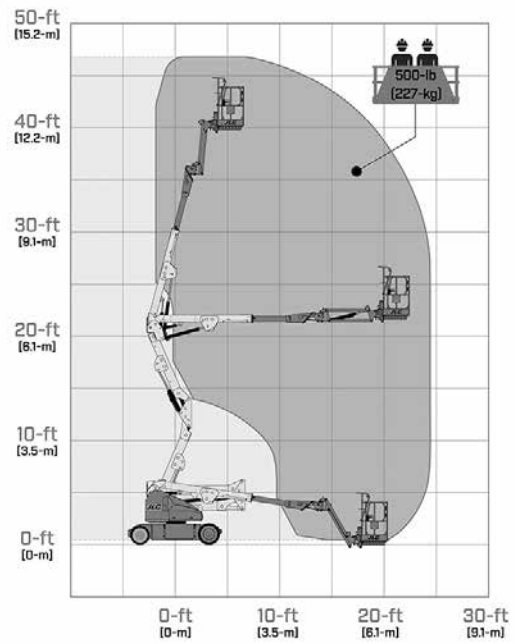 50-ft
[15.2-m]
500-lb
(227-kg)
40-ft
[12.2-m]
30-ft
[9.1-m]
20-ft
[6.1-m]
10-ft
[3.5-m]
JLG
0-ft
[0-m]
0-ft
[0-m]
10-ft
[3.5-m]
20-ft
[6.1-m]
30-ft
[9.1-m]